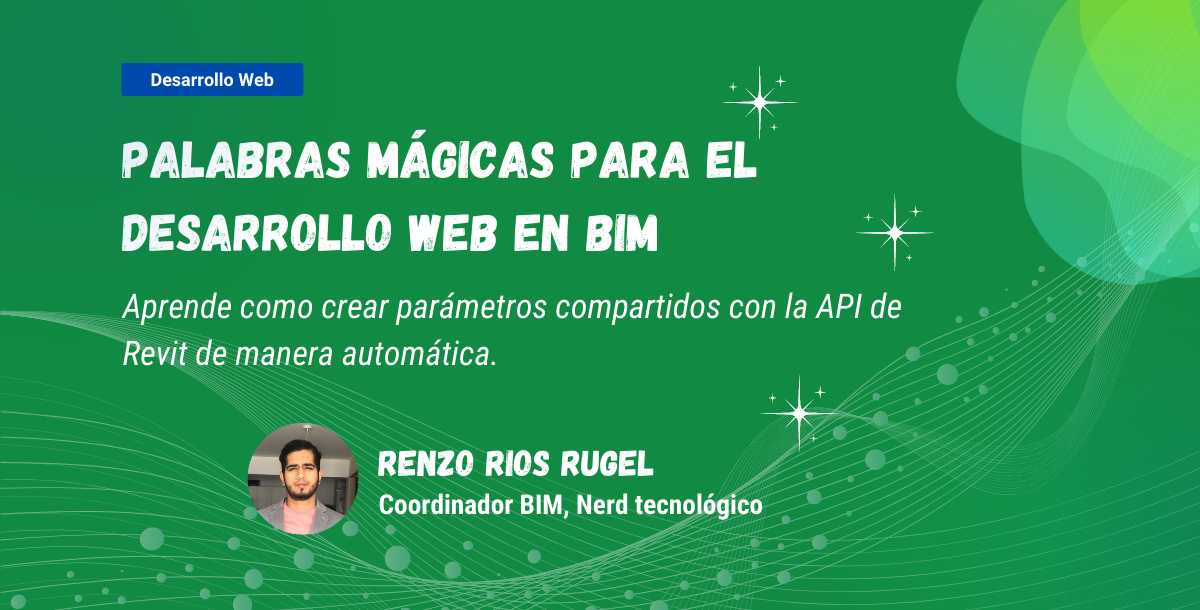 Desarrollo Web
PALABRAS MÁGICAS PARA EL
DESARROLLO WEB EN BIM
Aprende como crear parámetros compartidos con la API de
Revit de manera automática.
RENZO RIOS RUGEL
Coordinador BIM, Nerd tecnológico